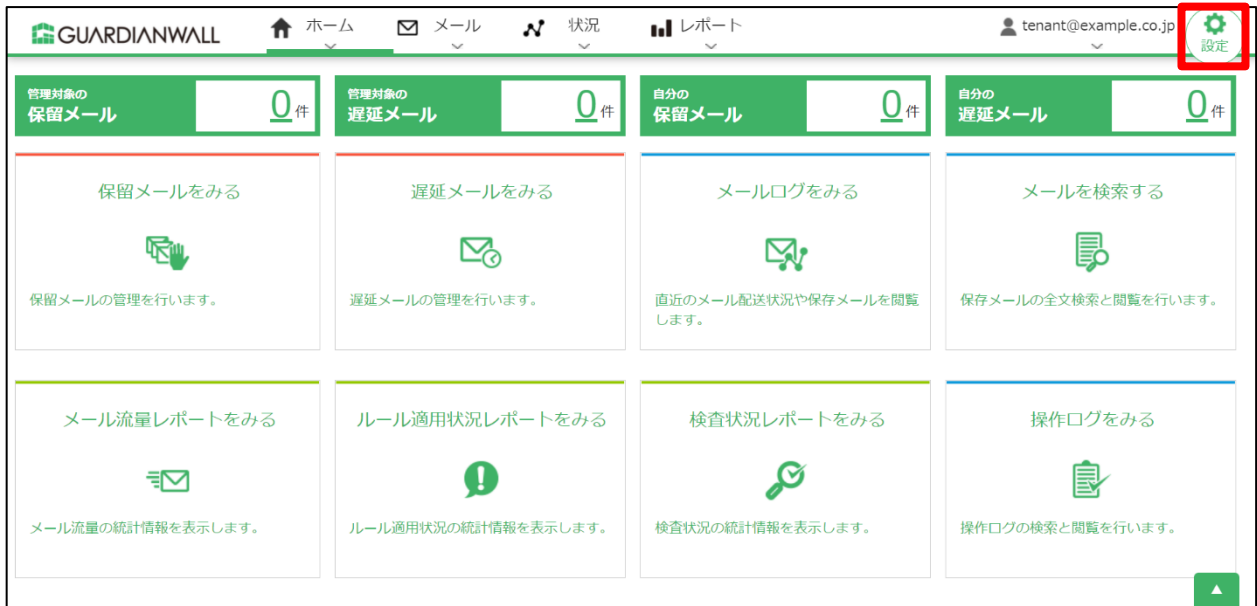 GUARDIANWALL
ホーム
メール
状況
レポート
tenant@example.co.jp
設定
管理対象の
保留メール
0件
管理対象の
遅延メール
0件
自分の
保留メール
0件
自分の
遅延メール
0件
保留メールをみる
保留メールの管理を行います。
遅延メールをみる
遅延メールの管理を行います。
メールログをみる
直近のメール配送状況や保存メールを閲覧
します。
メールを検索する
保存メールの全文検索と閲覧を行います。
メール流量レポートをみる
メール流量の統計情報を表示します。
ルール適用状況レポートをみる
ルール適用状況の統計情報を表示します。
検査状況レポートをみる
検査状況の統計情報を表示します。
操作ログをみる
操作ログの検索と閲覧を行います。